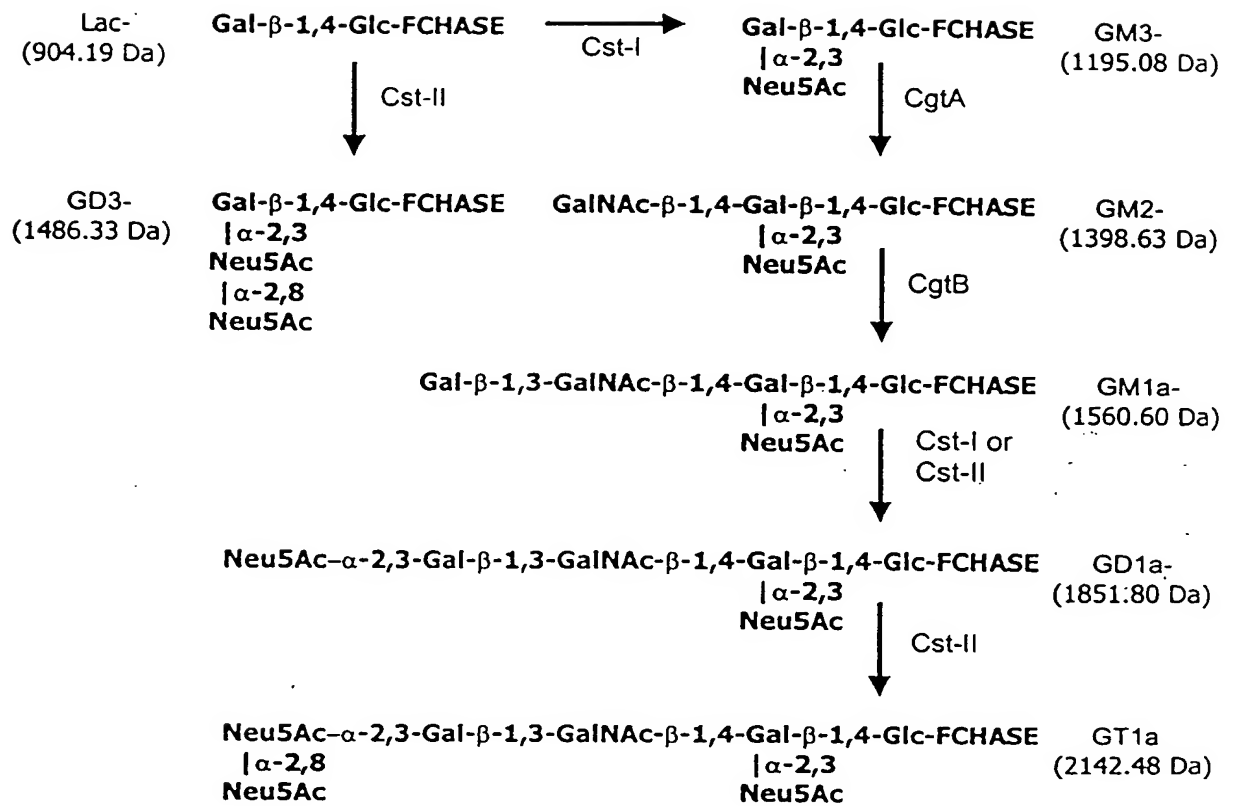 Lac-
(904.19 Da)
Gal-β-1,4-Glc-FCHASE
Cst-I
Gal-β-1,4-Glc-FCHASE
|α-2,3
Neu5Ac
GM3-
(1195.08 Da)
Cst-II
CgtA
GD3-
(1486.33 Da)
Gal-β-1,4-Glc-FCHASE
|α-2,3
Neu5Ac
|α-2,8
Neu5Ac
GalNAc-β-1,4-Gal-β-1,4-Glc-FCHASE
|α-2,3
Neu5Ac
GM2-
(1398.63 Da)
CgtB
Gal-β-1,3-GalNAc-β-1,4-Gal-β-1,4-Glc-FCHASE
|α-2,3
Neu5Ac
GM1a-
(1560.60 Da)
Cst-I or
Cst-II
Neu5Ac-α-2,3-Gal-β-1,3-GalNAc-β-1,4-Gal-β-1,4-Glc-FCHASE
|α-2,3
Neu5Ac
GD1a-
(1851.80 Da)
Cst-II
Neu5Ac-α-2,3-Gal-β-1,3-GalNAc-β-1,4-Gal-β-1,4-Glc-FCHASE
|α-2,8
Neu5Ac
|α-2,3
Neu5Ac
GT1a
(2142.48 Da)